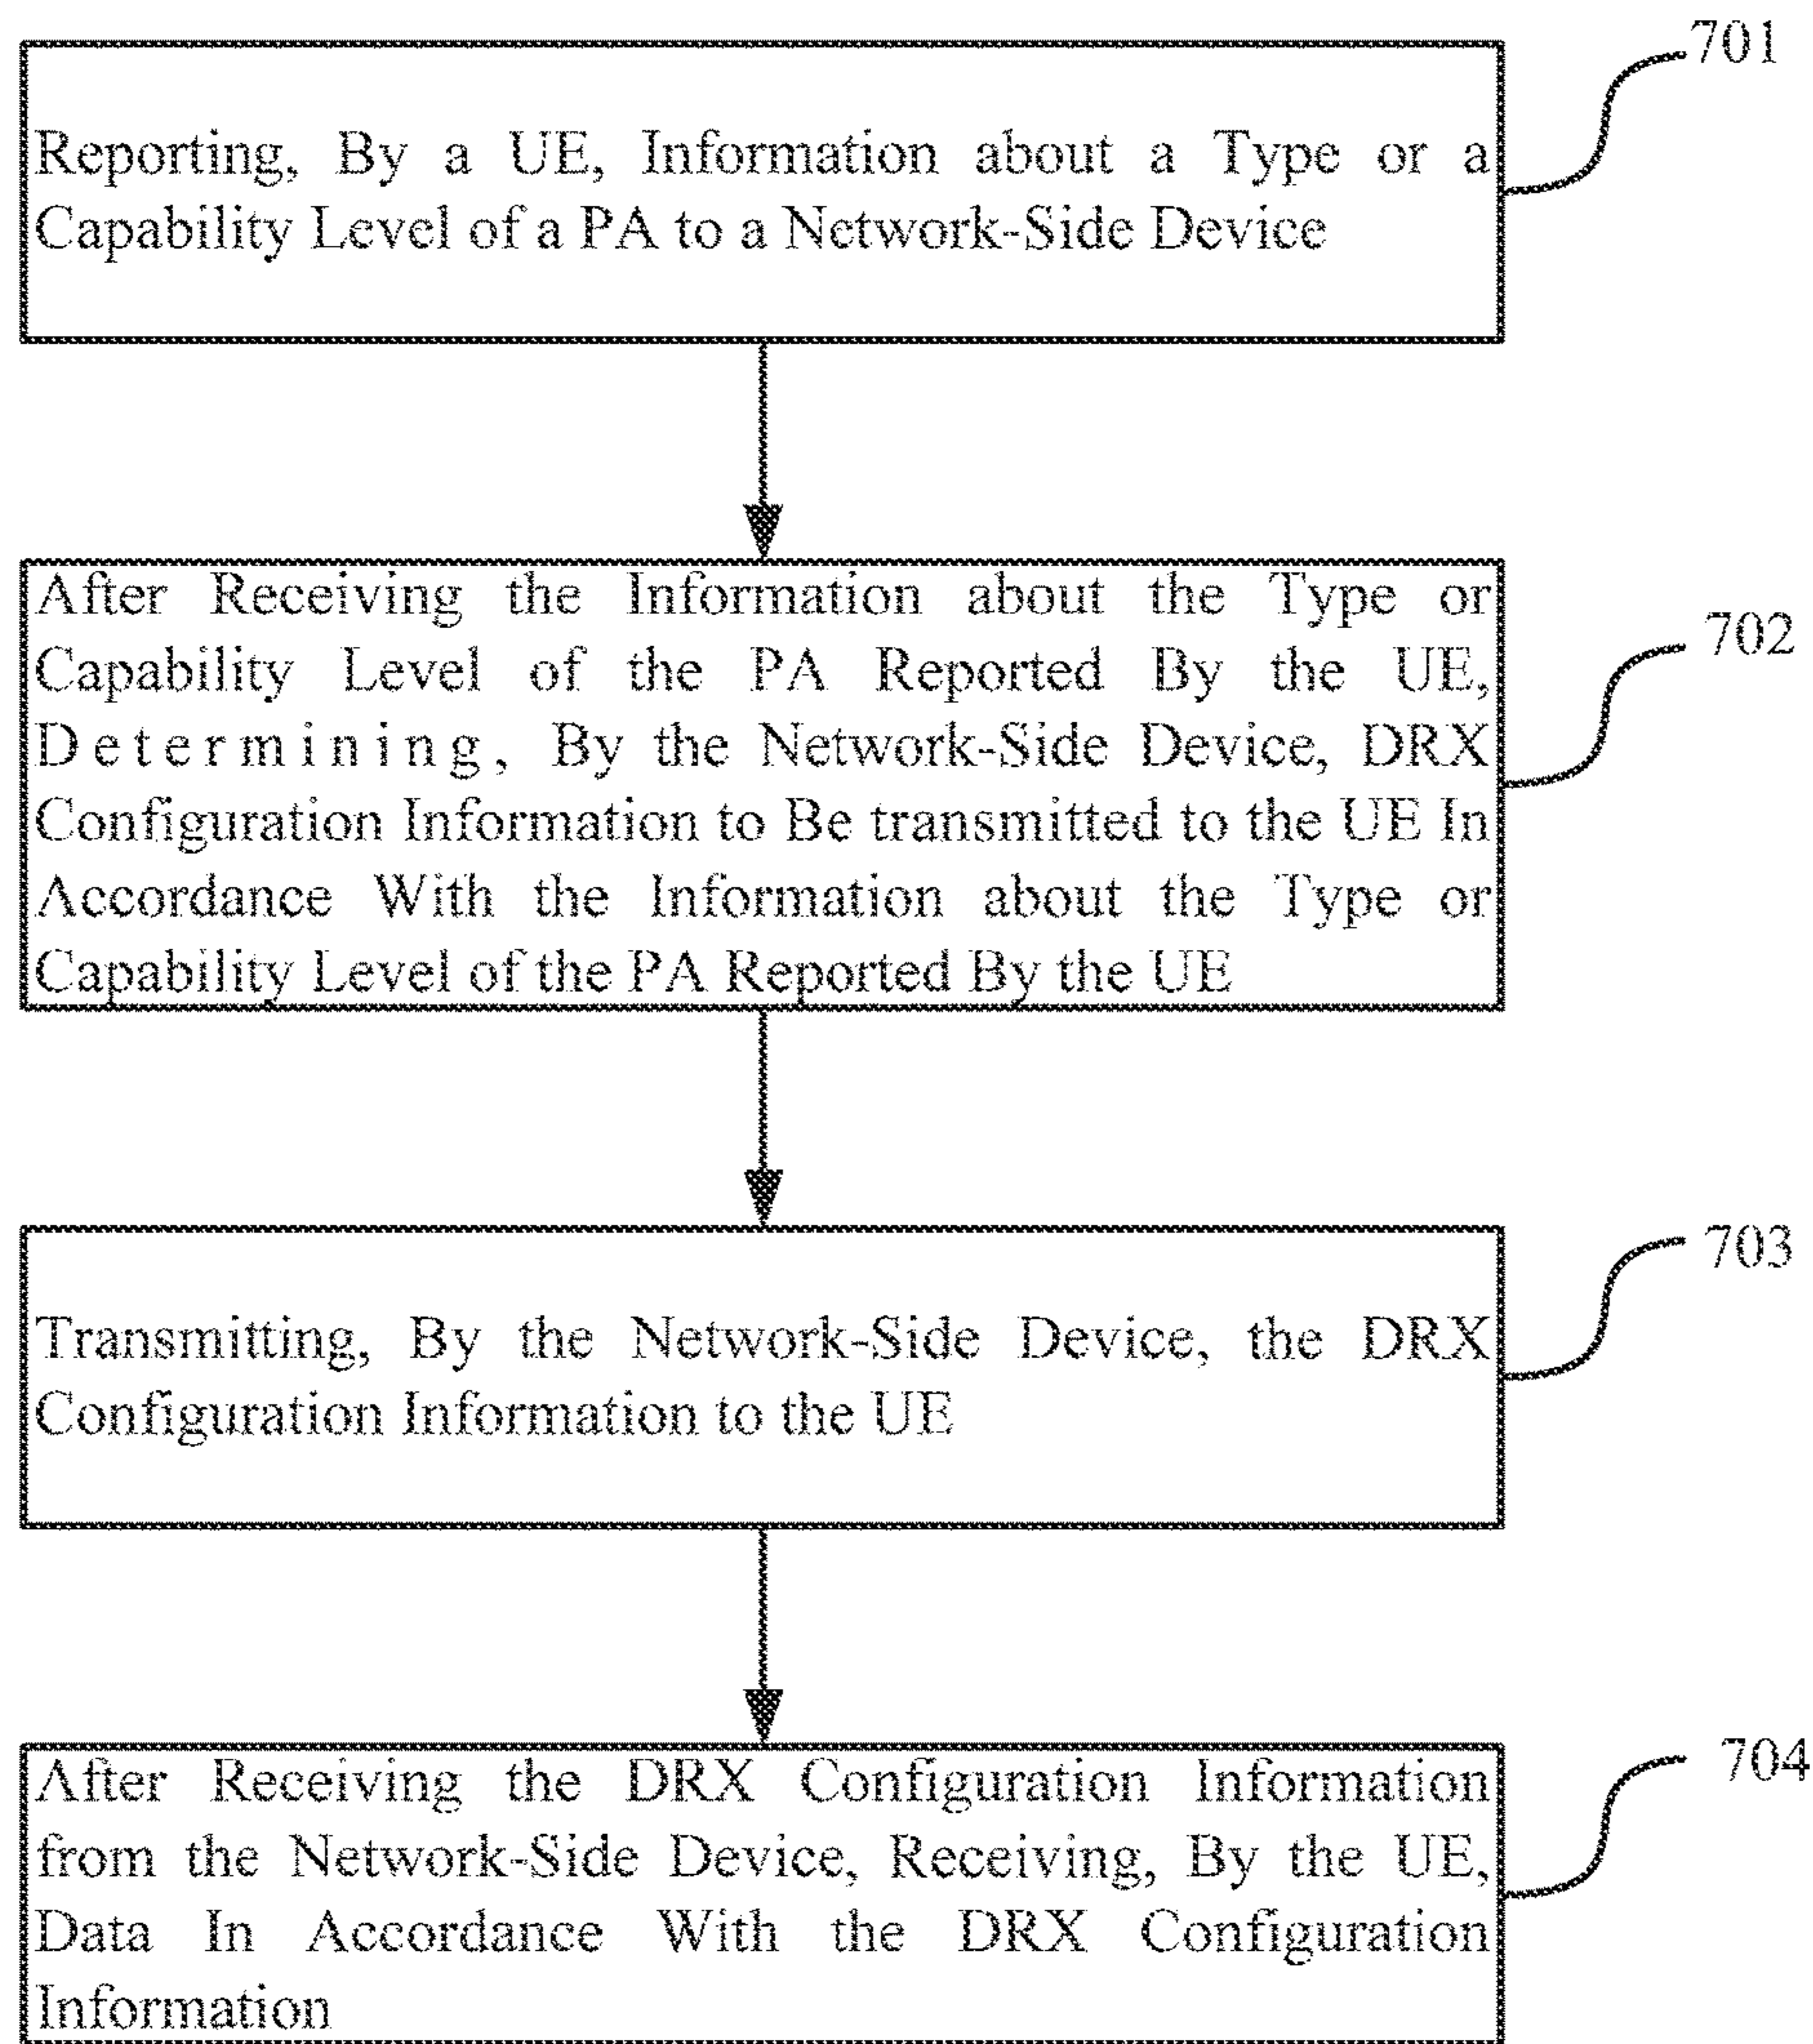 701
Reporting, By a UE, Information about a Type or a
Capability Level of a PA to a Network-Side Device
After Receiving the Information about the Type or
Capability Level of the PA Reported By the UE,
Determining, By the Network-Side Device, DRX
Configuration Information to Be transmitted to the UE In
Accordance With the Information about the Type or
Capability Level of the PA Reported By the UE
702
Transmitting, By the Network-Side Device, the DRX
Configuration Information to the UE
703
After Receiving the DRX Configuration Information
from the Network-Side Device, Receiving, By the UE,
Data In Accordance With the DRX Configuration
Information
704